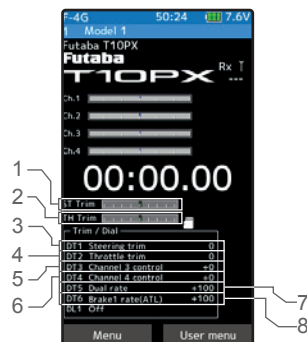 F-4G 50:24 7.6V
1 Model 1
Futaba T10PX
Futaba
T10PX
Rx
---
Ch.1
Ch.2
Ch.3
Ch.4
00:00.00
1
ST Trim
2
TH Trim
Trim / Dial
3
DT1 Steering trim 0
4
DT2 Throttle trim 0
5
DT3 Channel 3 control +0
6
DT4 Channel 4 control +0
DT5 Dual rate +100
7
DT6 Brake1 rate(ATL) +100
8
DL1 Off
Menu User menu